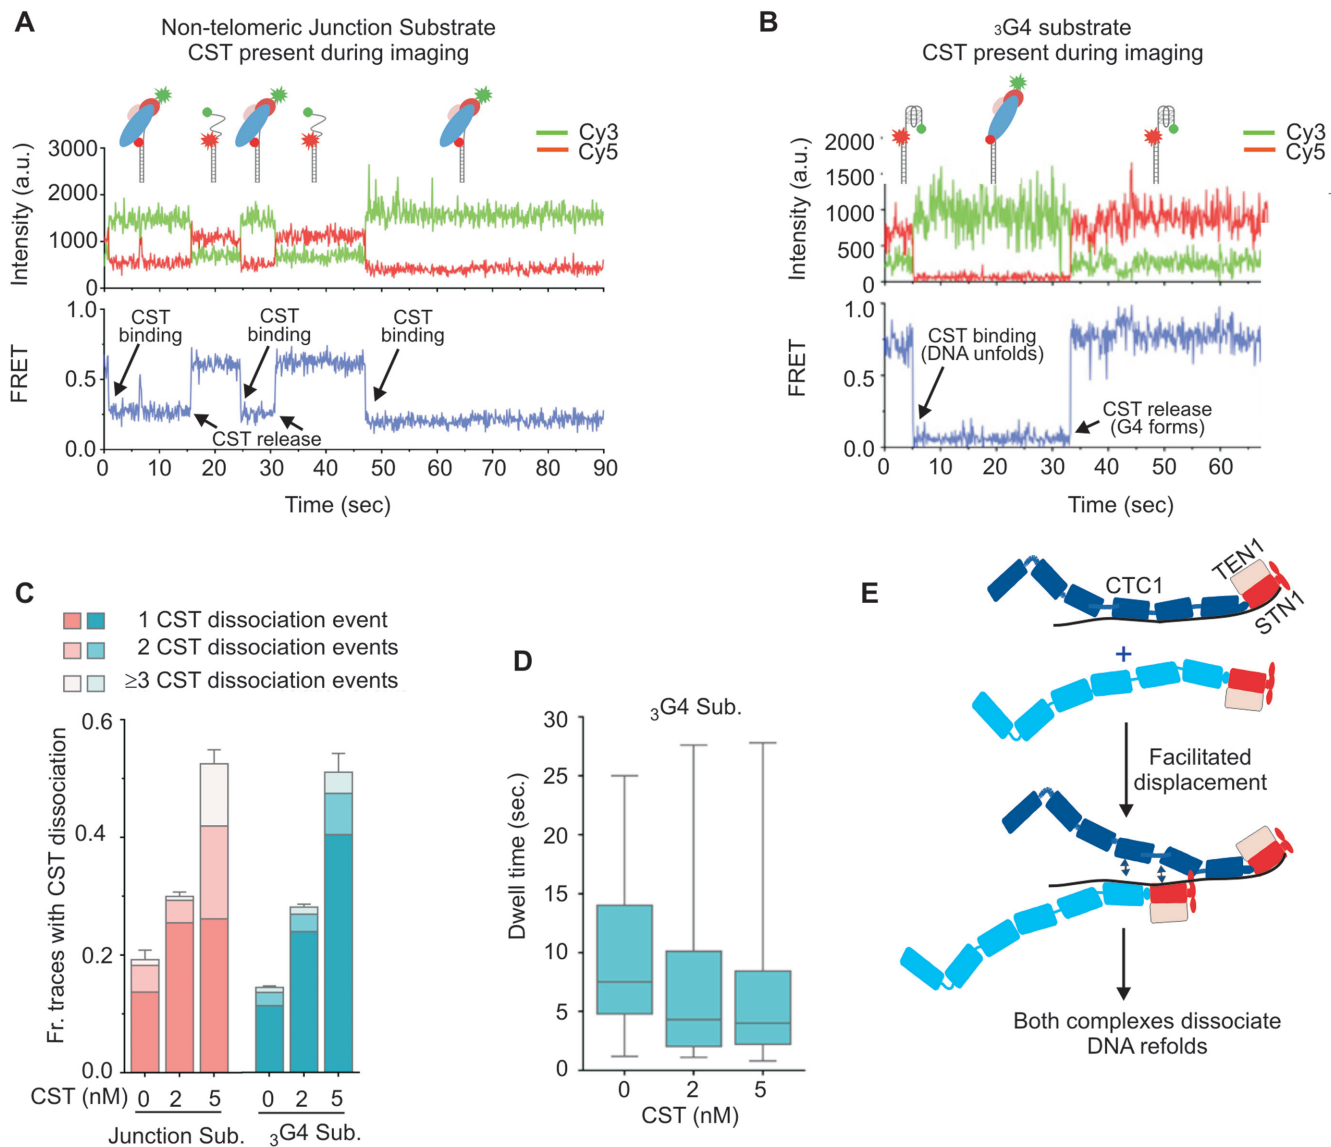 A
Non-telomeric Junction Substrate
CST present during imaging
Cy3
Cy5
Intensity (a.u.)
3000
2000
1000
0
FRET
1.0
0.5
0.0
CST
binding
CST
binding
CST
binding
CST release
0 10 20 30 40 50 60 70 80 90
Time (sec)
B
3G4 substrate
CST present during imaging
Cy3
Cy5
Intensity (a.u.)
2000
1500
1000
500
0
FRET
1.0
0.5
0.0
CST binding
(DNA unfolds)
CST release
(G4 forms)
0 10 20 30 40 50 60
Time (sec)
C
1 CST dissociation event
2 CST dissociation events
≥3 CST dissociation events
Fr. traces with CST dissociation
0.6
0.4
0.2
0.0
CST (nM) 0 2 5 0 2 5
Junction Sub. 3G4 Sub.
D
3G4 Sub.
Dwell time (sec.)
30
25
20
15
10
5
0
0 2 5
CST (nM)
E
CTC1
TEN1
STN1
+
Facilitated
displacement
Both complexes dissociate
DNA refolds